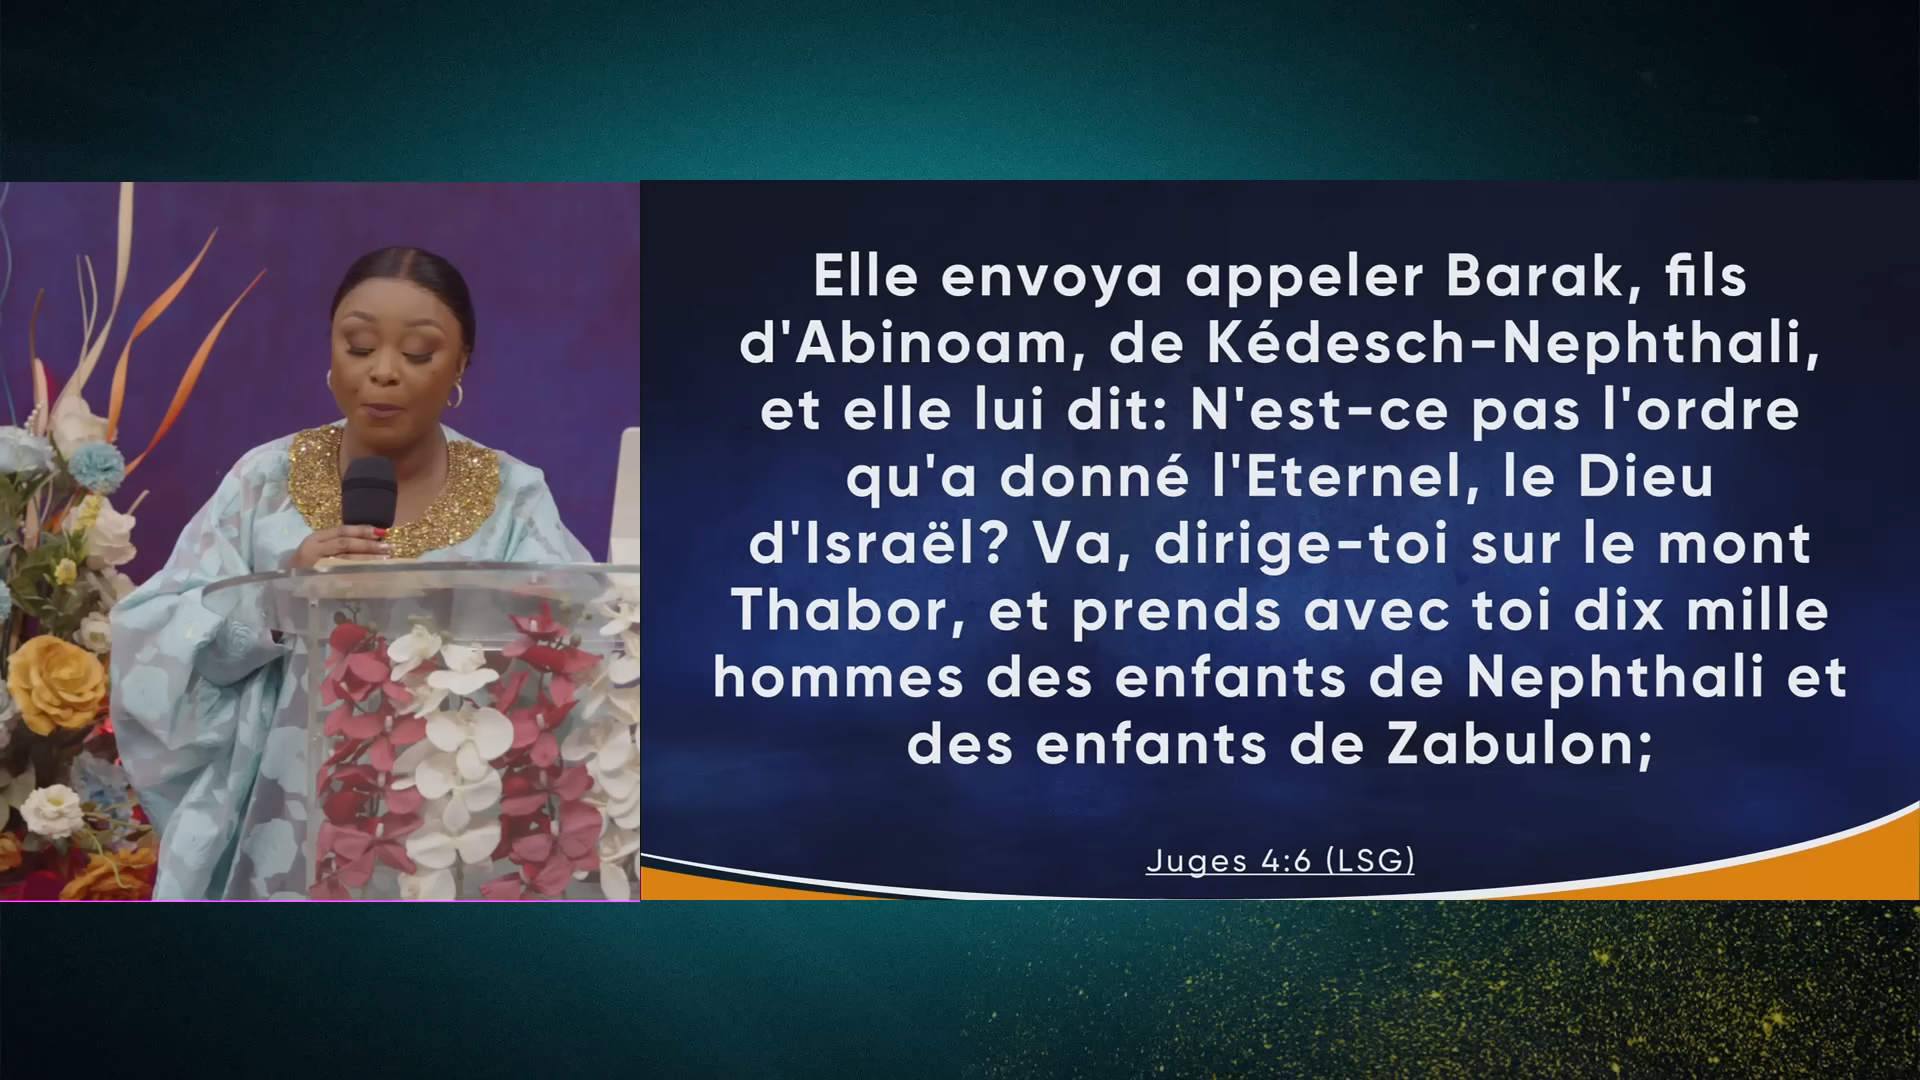 Elle envoya appeler Barak, fils
d'Abinoam, de Kédesch-Nephthali,
et elle lui dit: N'est-ce pas l'ordre
qu'a donné l'Eternel, le Dieu
d'Israël? Va, dirige-toi sur le mont
Thabor, et prends avec toi dix mille
hommes des enfants de Nephthali et
des enfants de Zabulon;
Juges 4:6 (LSG)